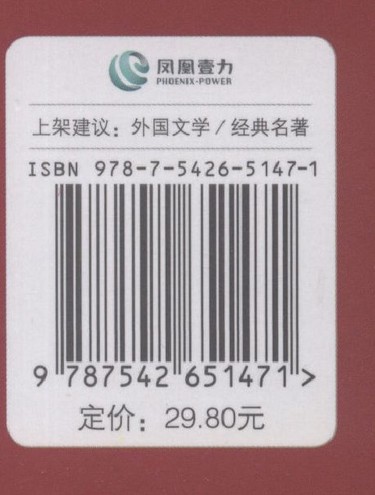 凤凰壹力
PHOENIX-POWER
上架建议：外国文学/经典名著
ISBN 978-7-5426-5147-1
9 787542 651471 >
定价：29.80元